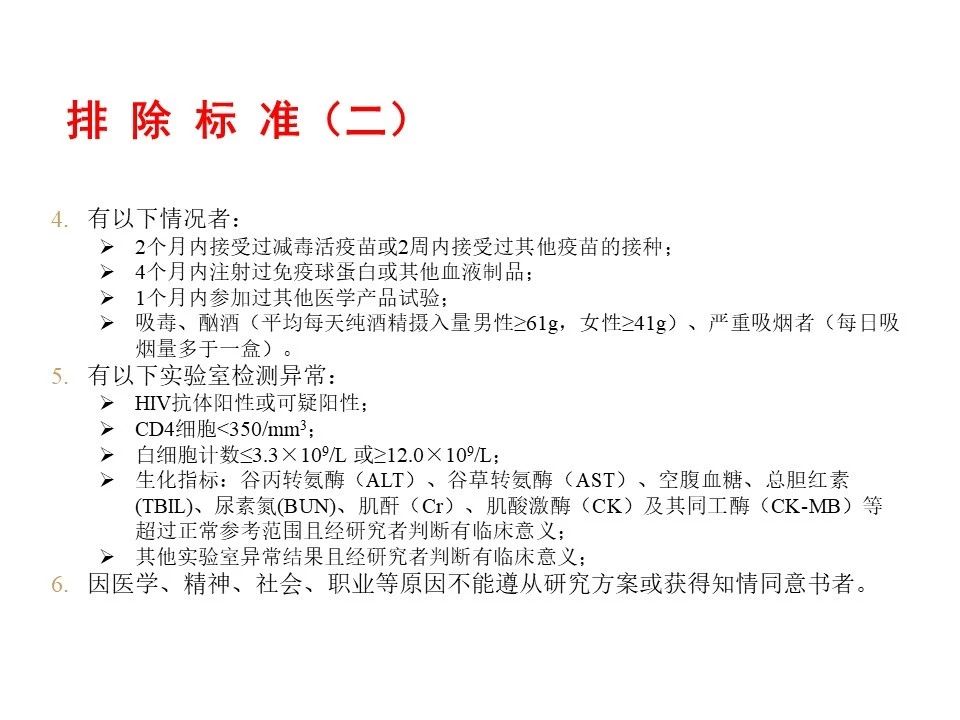 排 除 标 准（二）
4. 有以下情况者：
➢ 2个月内接受过减毒活疫苗或2周内接受过其他疫苗的接种；
➢ 4个月内注射过免疫球蛋白或其他血液制品；
➢ 1个月内参加过其他医学产品试验；
➢ 吸毒、酗酒（平均每天纯酒精摄入量男性≥61g，女性≥41g）、严重吸烟者（每日吸
烟量多于一盒）。
5. 有以下实验室检测异常：
➢ HIV抗体阳性或可疑阳性；
➢ CD4细胞<350/mm³；
➢ 白细胞计数≤3.3×10⁹/L 或≥12.0×10⁹/L；
➢ 生化指标：谷丙转氨酶（ALT）、谷草转氨酶（AST）、空腹血糖、总胆红素
(TBIL)、尿素氮(BUN)、肌酐（Cr）、肌酸激酶（CK）及其同工酶（CK-MB）等
超过正常参考范围且经研究者判断有临床意义；
➢ 其他实验室异常结果且经研究者判断有临床意义；
6. 因医学、精神、社会、职业等原因不能遵从研究方案或获得知情同意书者。